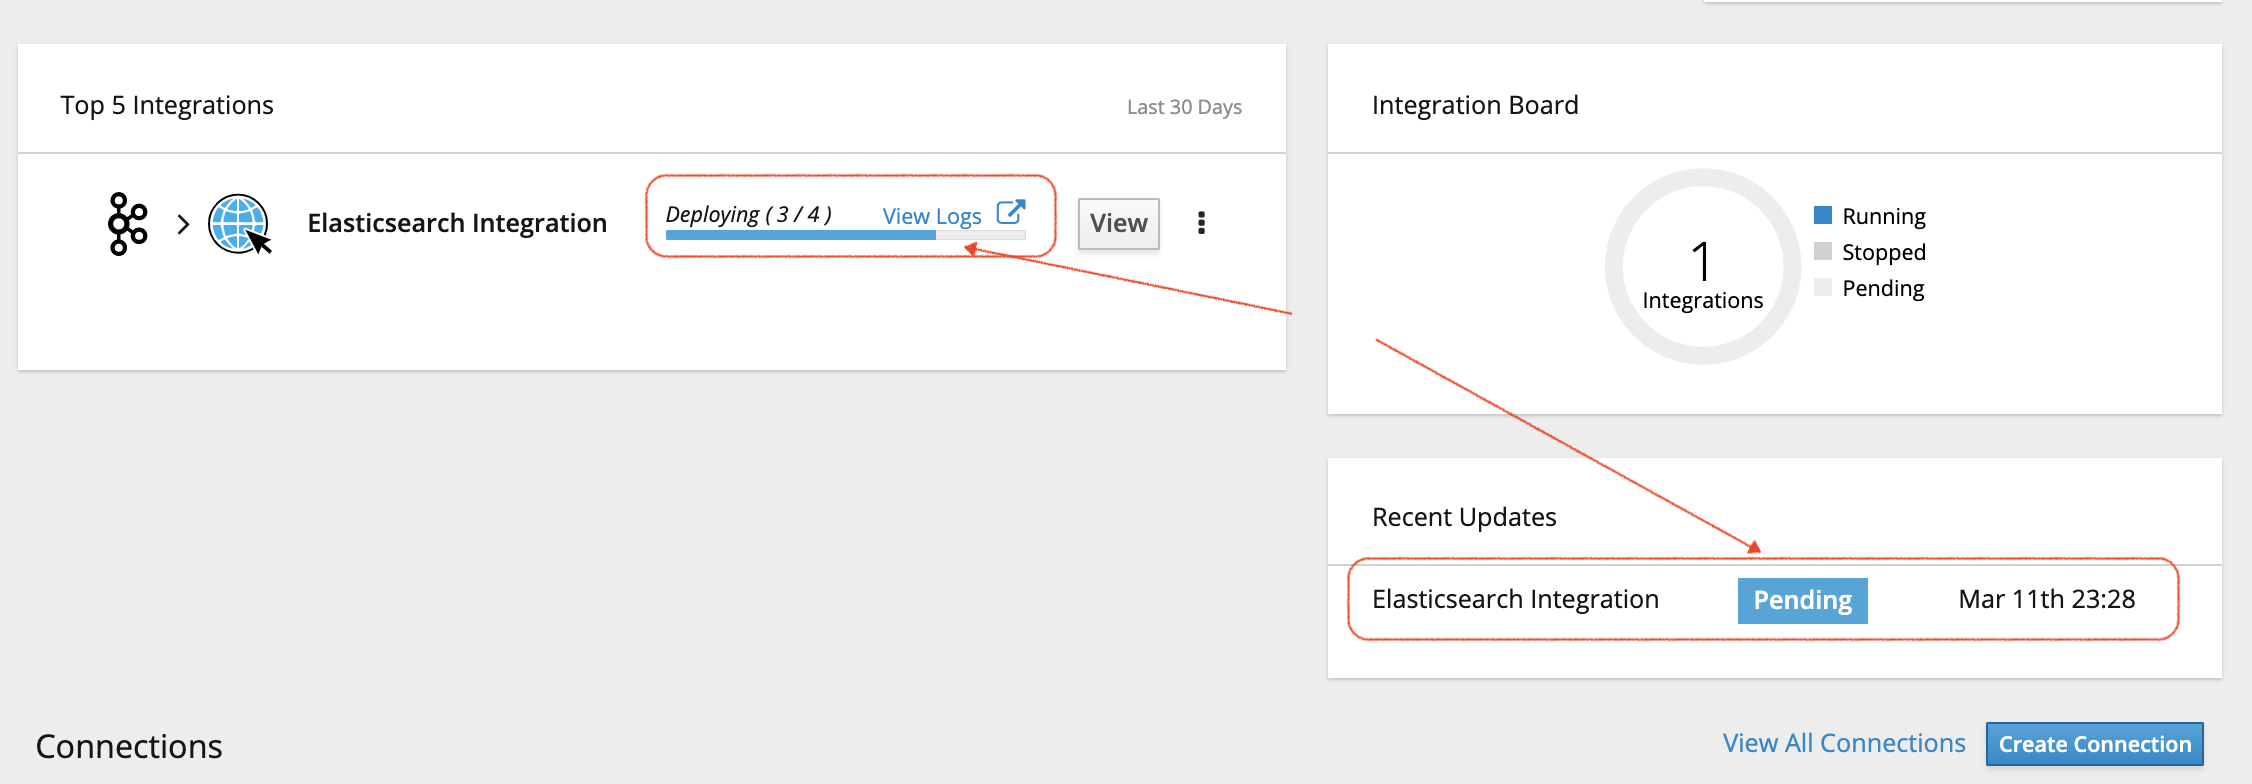 Top 5 Integrations
Last 30 Days
Elasticsearch Integration
Deploying ( 3 / 4 )
View Logs
View
Integration Board
1
Integrations
Running
Stopped
Pending
Recent Updates
Elasticsearch Integration
Pending
Mar 11th 23:28
Connections
View All Connections
Create Connection